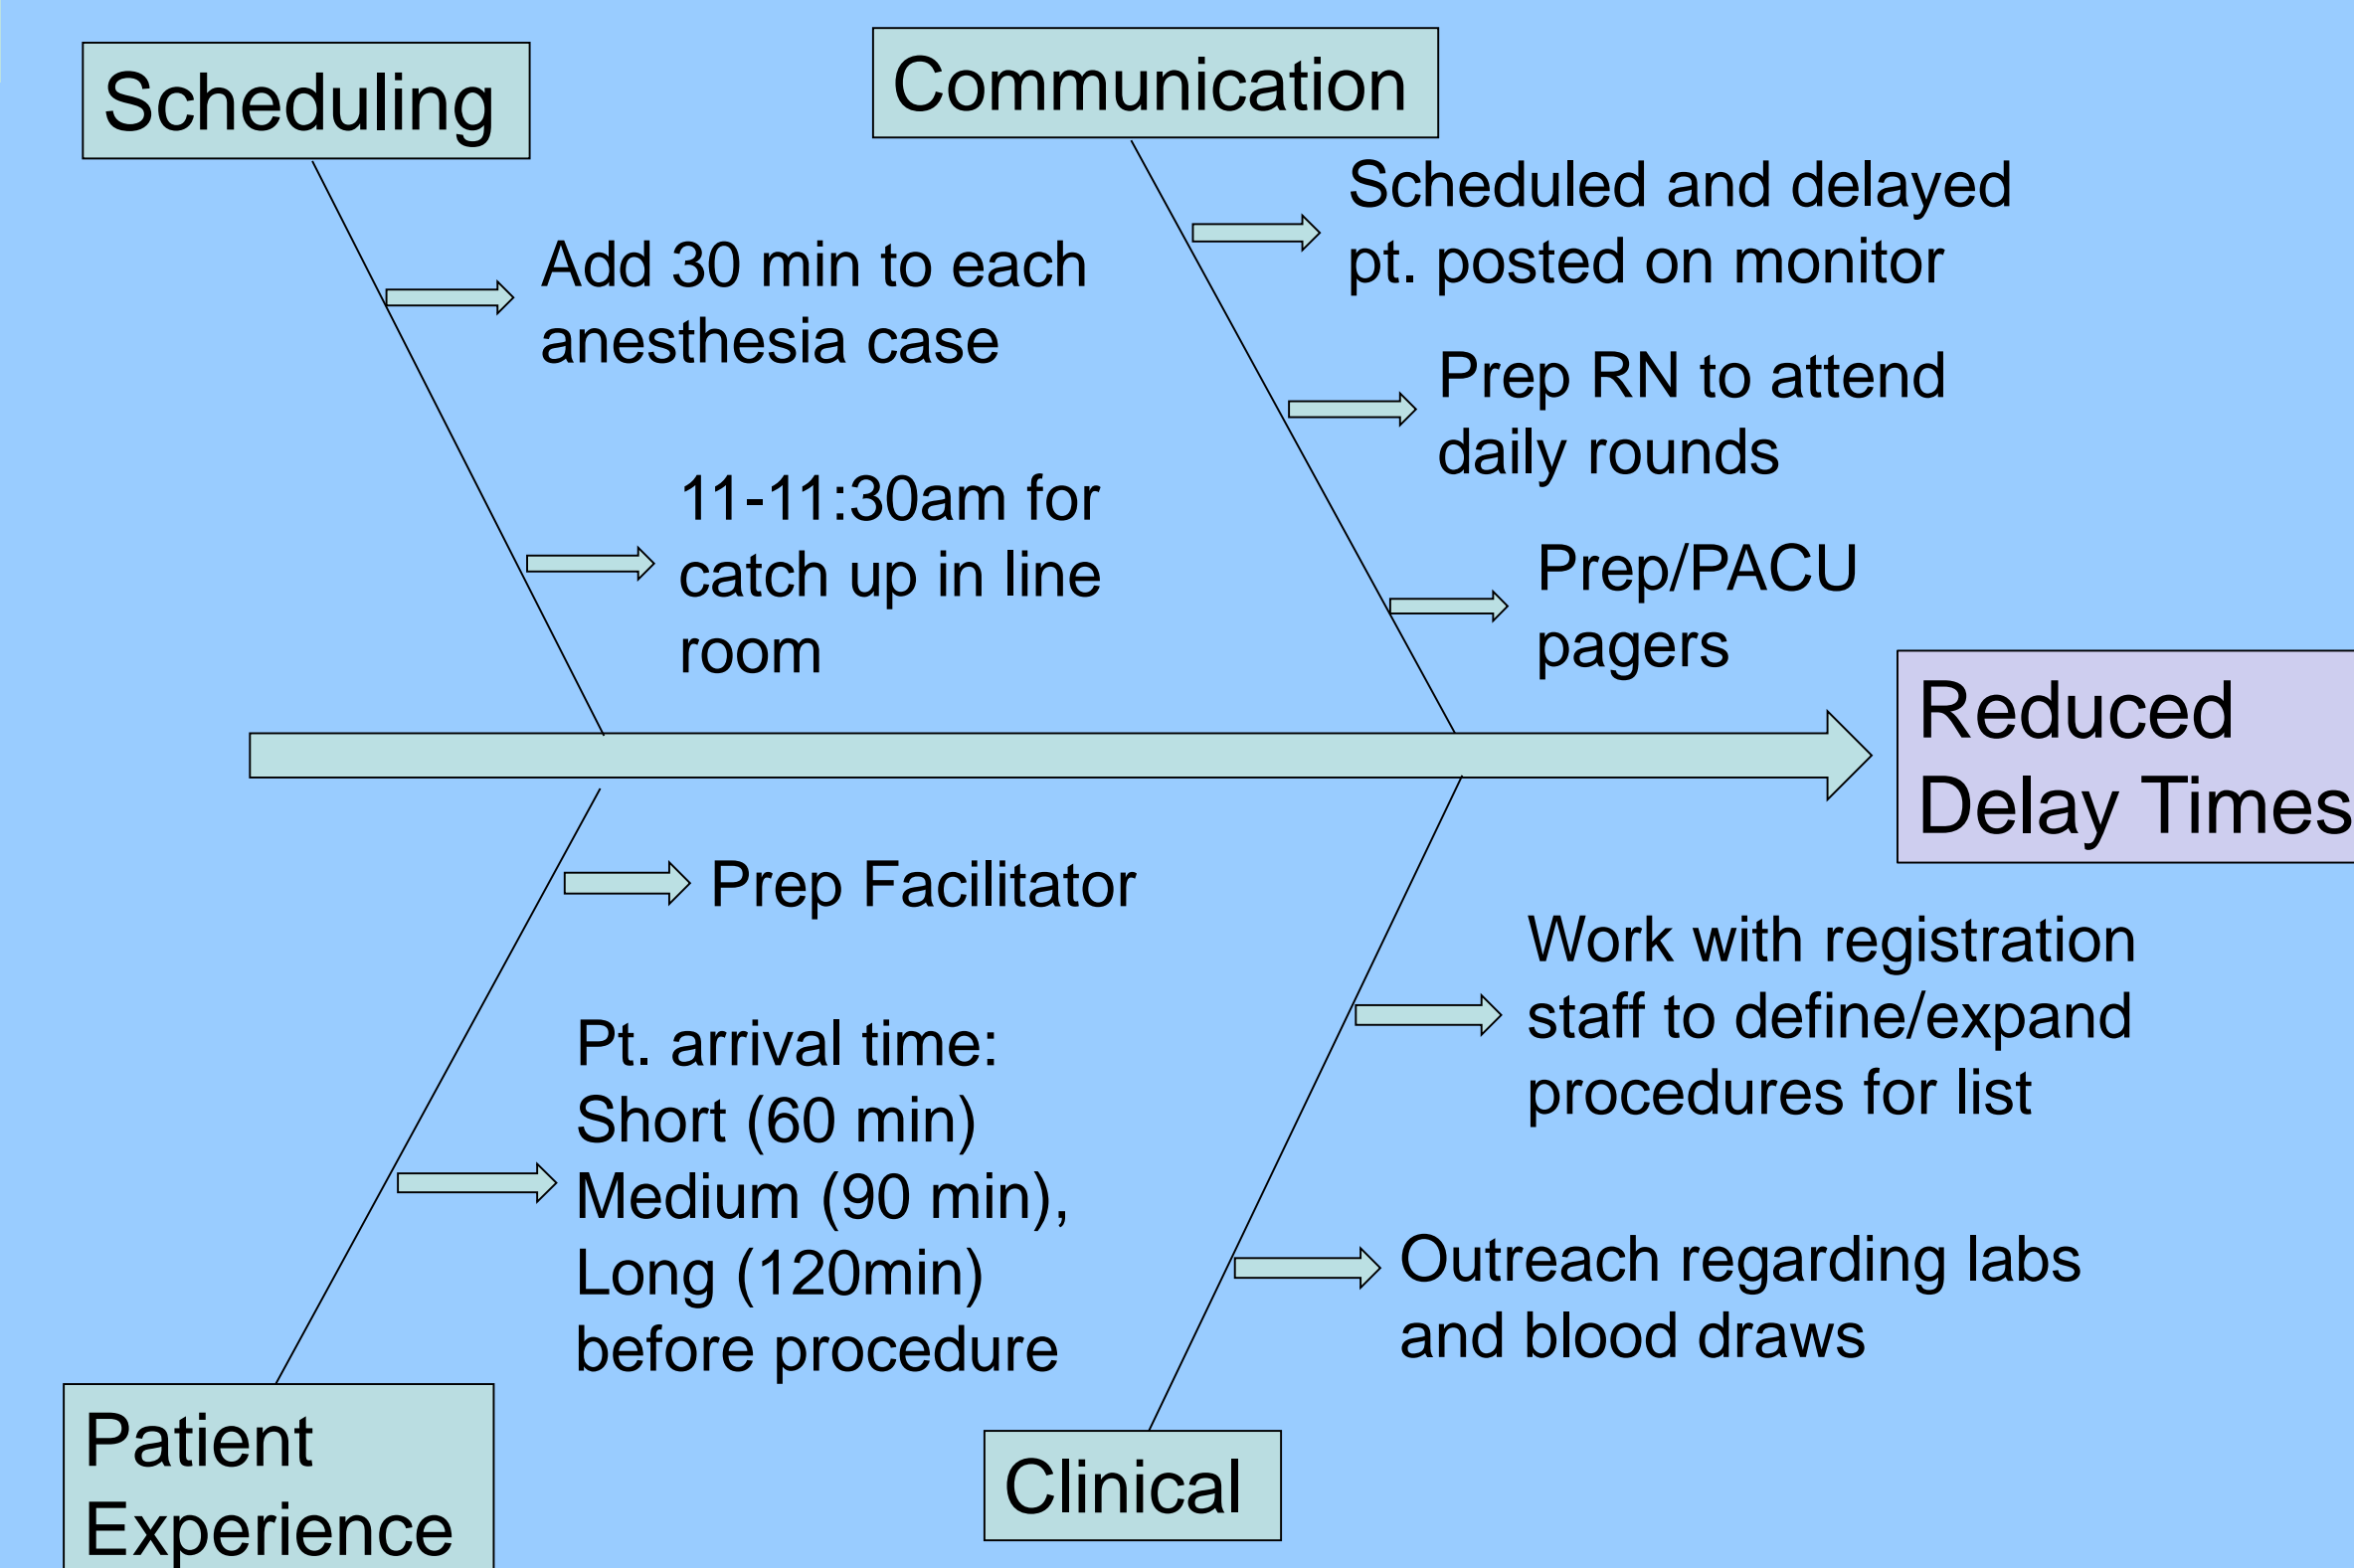 Scheduling
Communication
Add 30 min to each
anesthesia case
11-11:30am for
catch up in line
room
Scheduled and delayed
pt. posted on monitor
Prep RN to attend
daily rounds
Prep/PACU
pagers
Reduced
Delay Times
Prep Facilitator
Pt. arrival time:
Short (60 min)
Medium (90 min),
Long (120min)
before procedure
Work with registration
staff to define/expand
procedures for list
Outreach regarding labs
and blood draws
Patient
Experience
Clinical